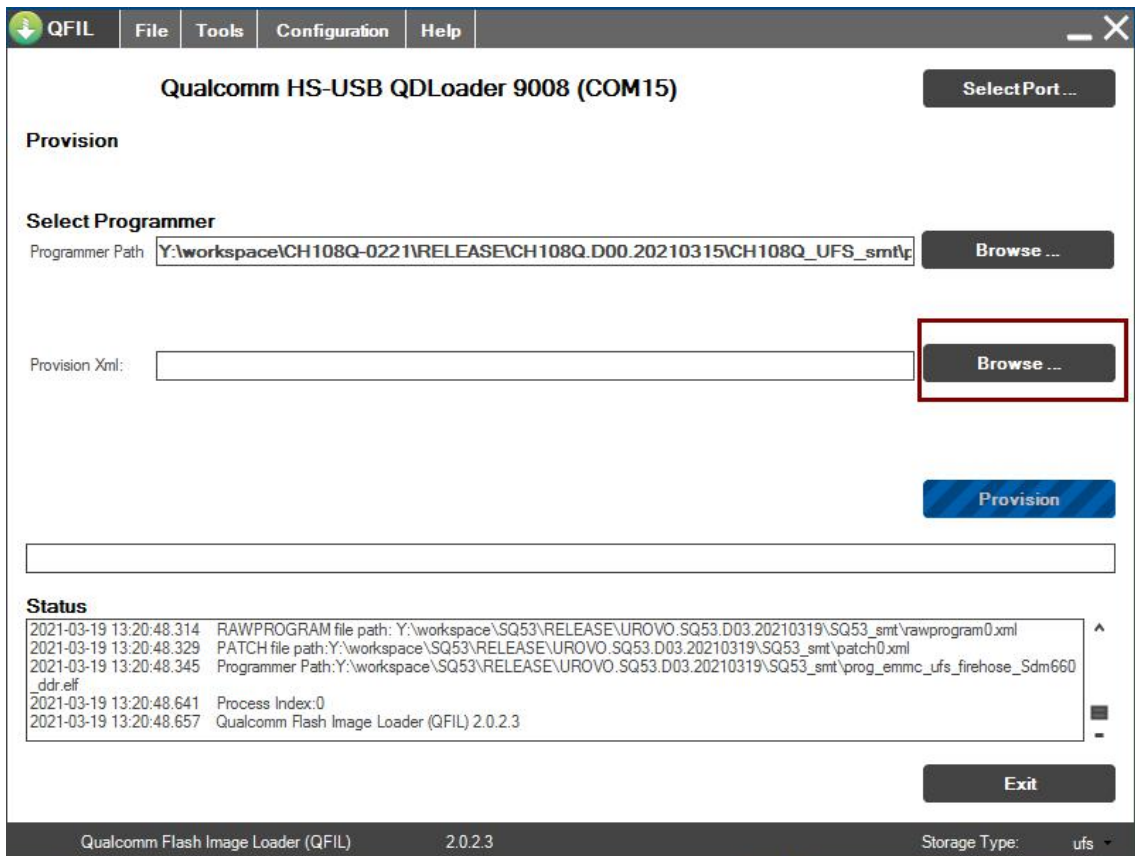 QFIL File Tools Configuration Help
Qualcomm HS-USB QDLoader 9008 (COM15)
SelectPort ...
Provision
Select Programmer
Programmer Path Y:\workspace\CH108Q-0221\RELEASE\CH108Q.D00.20210315\CH108Q_UFS_smt\p Browse ...
Provision Xml: Browse ...
Provision
Status
2021-03-19 13:20:48.314 RAWPROGRAM file path: Y:\workspace\SQ53\RELEASE\UROVO.SQ53.D03.20210319\SQ53_smt\rawprogram0.xml
2021-03-19 13:20:48.329 PATCH file path:Y:\workspace\SQ53\RELEASE\UROVO.SQ53.D03.20210319\SQ53_smt\patch0.xml
2021-03-19 13:20:48.345 Programmer Path:Y:\workspace\SQ53\RELEASE\UROVO.SQ53.D03.20210319\SQ53_smt\prog_emmc_ufs_firehose_Sdm660
_ddr.elf
2021-03-19 13:20:48.641 Process Index:0
2021-03-19 13:20:48.657 Qualcomm Flash Image Loader (QFIL) 2.0.2.3
Exit
Qualcomm Flash Image Loader (QFIL) 2.0.2.3 Storage Type: ufs